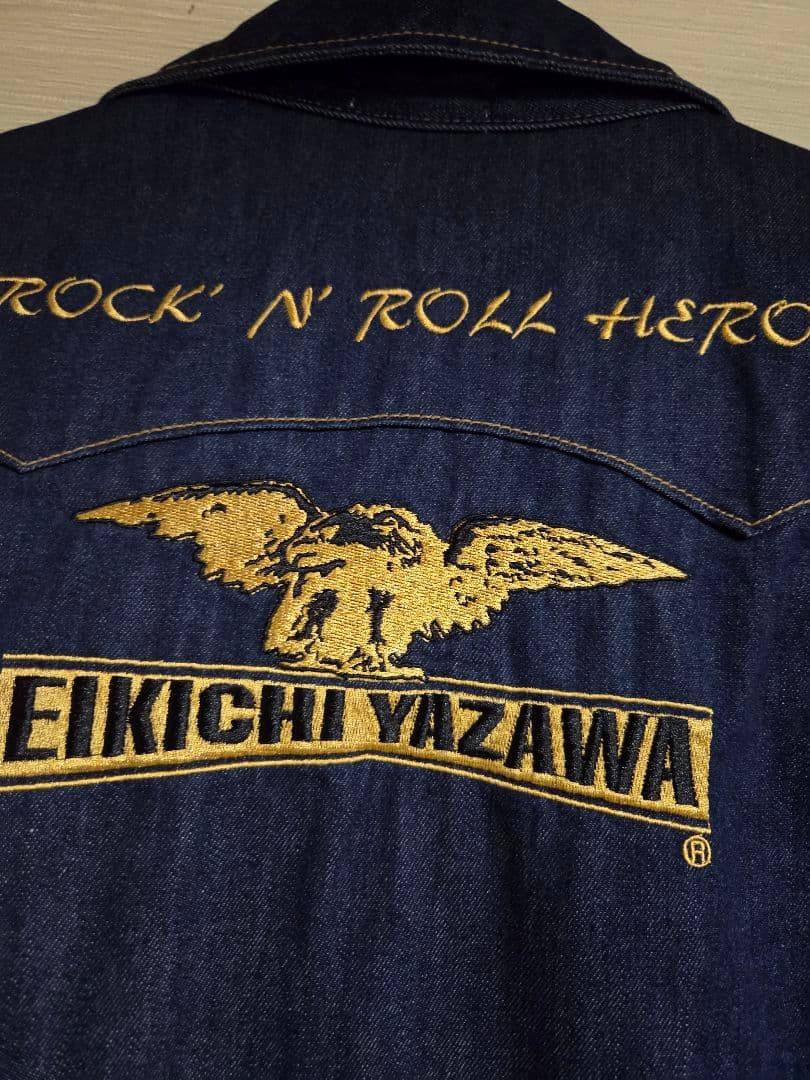 ROCK' N' ROLL HERO
EIKICHI YAZAWA
®